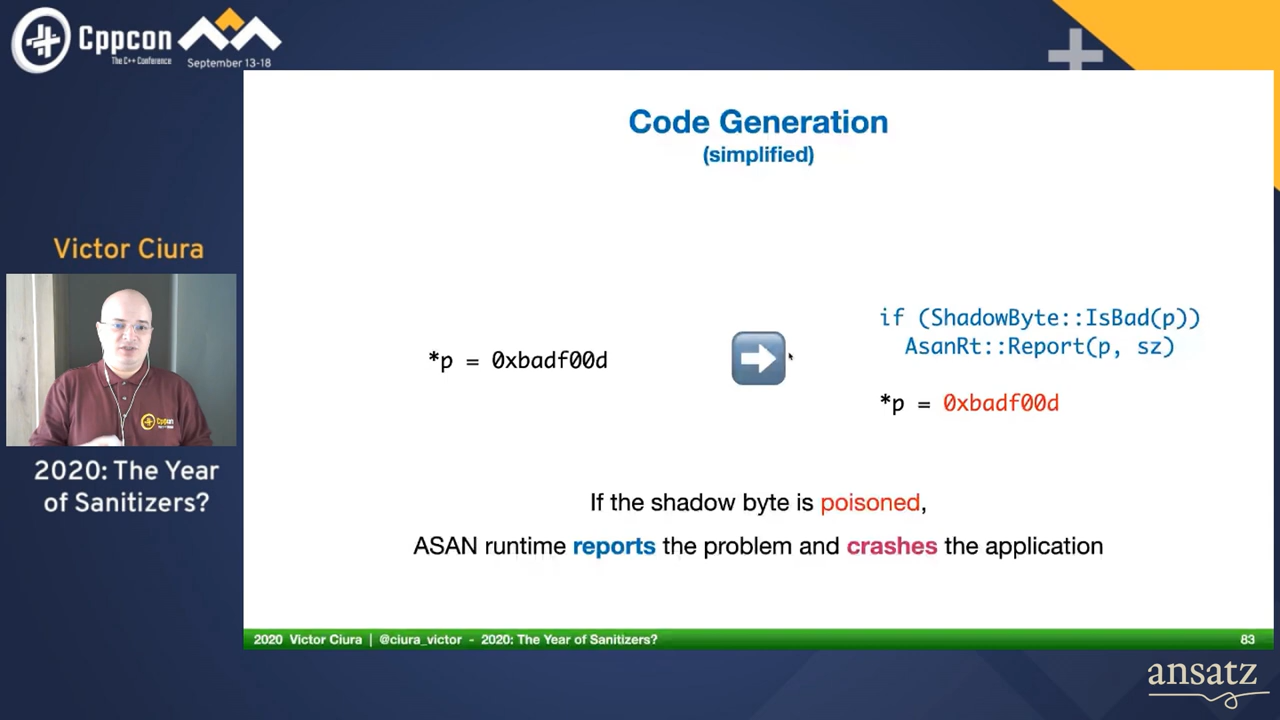 Cppcon
The C++ Conference
September 13-18
Code Generation
(simplified)
Victor Ciura
*p = 0xbadf00d
if (ShadowByte::IsBad(p))
AsanRt::Report(p, sz)
*p = 0xbadf00d
Cppcon
2020: The Year
of Sanitizers?
If the shadow byte is poisoned,
ASAN runtime reports the problem and crashes the application
2020 Victor Ciura | @ciura_victor - 2020: The Year of Sanitizers?
83
ansatz